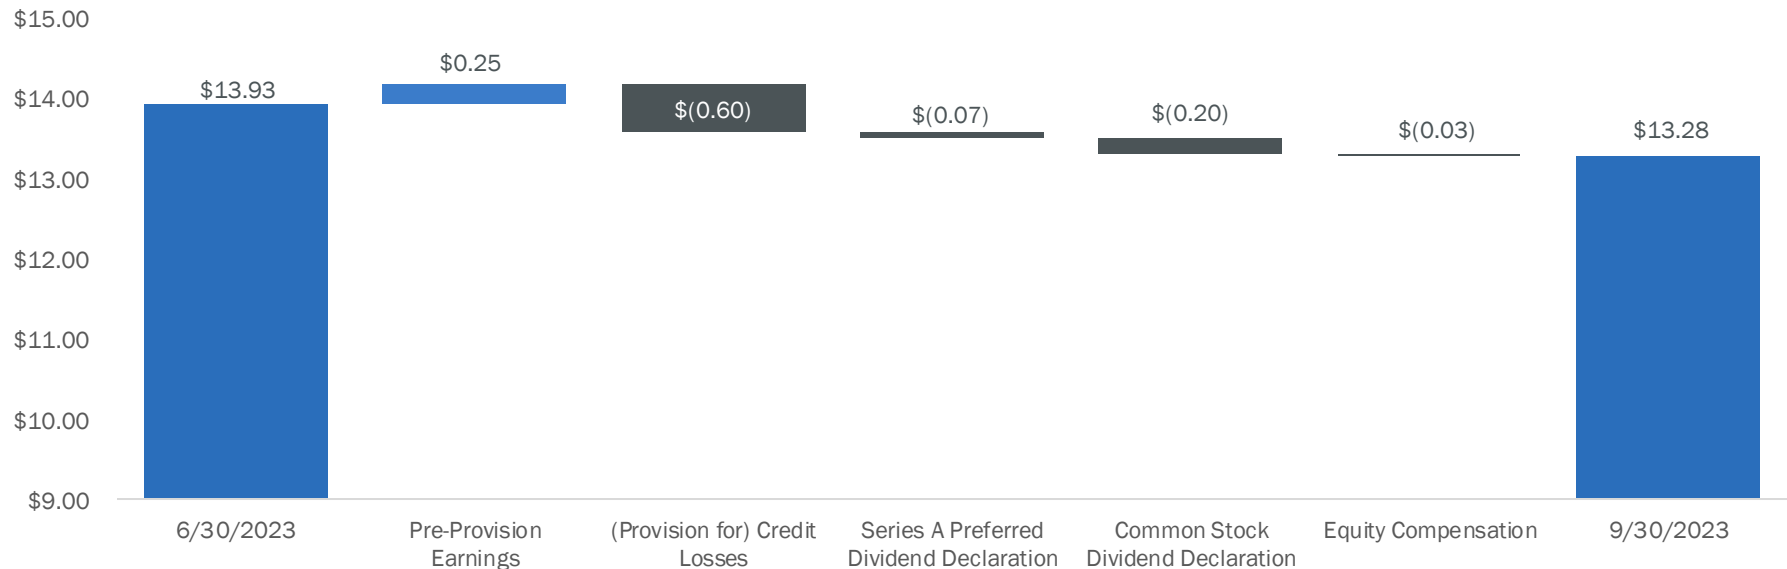 $15.00
$14.00
$13.00
$12.00
$11.00
$10.00
$9.00
$13.93
$0.25
$(0.60)
$(0.07)
$(0.20)
$(0.03)
$13.28
6/30/2023
Pre-Provision
Earnings
(Provision for) Credit
Losses
Series A Preferred
Dividend Declaration
Common Stock
Dividend Declaration
Equity Compensation
9/30/2023